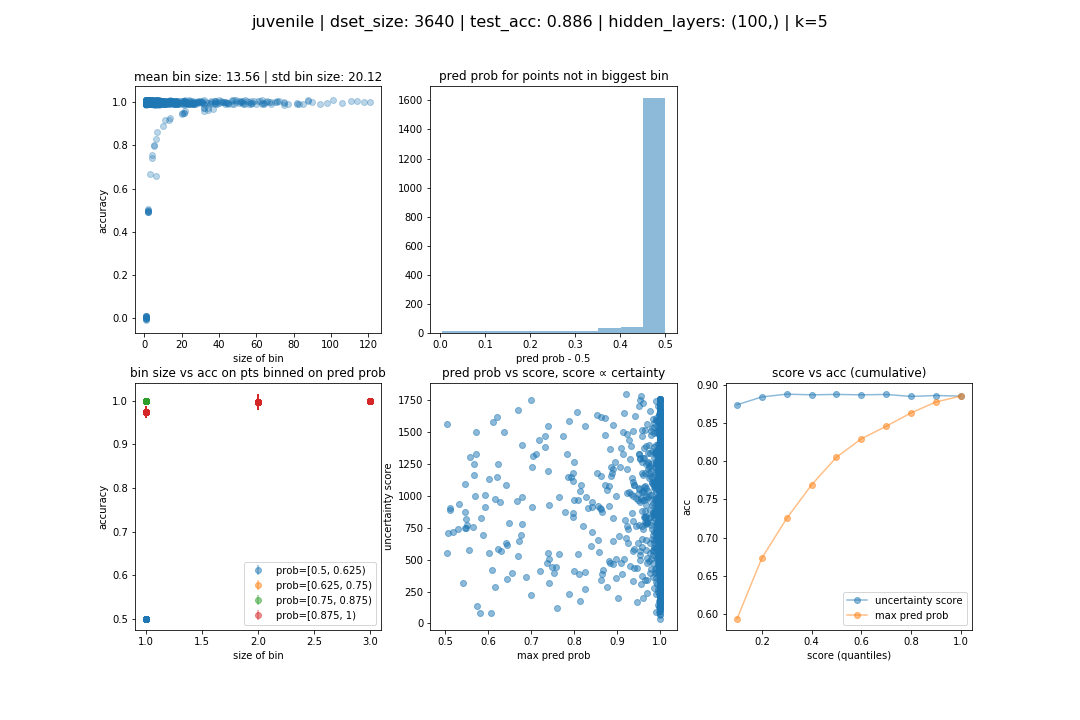 juvenile | dset_size: 3640 | test_acc: 0.886 | hidden_layers: (100,) | k=5
mean bin size: 13.56 | std bin size: 20.12
accuracy
1.0
0.8
0.6
0.4
0.2
0.0
0 20 40 60 80 100 120
size of bin
pred prob for points not in biggest bin
1600
1400
1200
1000
800
600
400
200
0
0.0 0.1 0.2 0.3 0.4 0.5
pred prob - 0.5
bin size vs acc on pts binned on pred prob
accuracy
1.0
0.9
0.8
0.7
0.6
0.5
prob=[0.5, 0.625)
prob=[0.625, 0.75)
prob=[0.75, 0.875)
prob=[0.875, 1)
1.0 1.5 2.0 2.5 3.0
size of bin
pred prob vs score, score ∝ certainty
uncertainty score
1750
1500
1250
1000
750
500
250
0
0.5 0.6 0.7 0.8 0.9 1.0
max pred prob
score vs acc (cumulative)
acc
0.90
0.85
0.80
0.75
0.70
0.65
0.60
uncertainty score
max pred prob
0.2 0.4 0.6 0.8 1.0
score (quantiles)